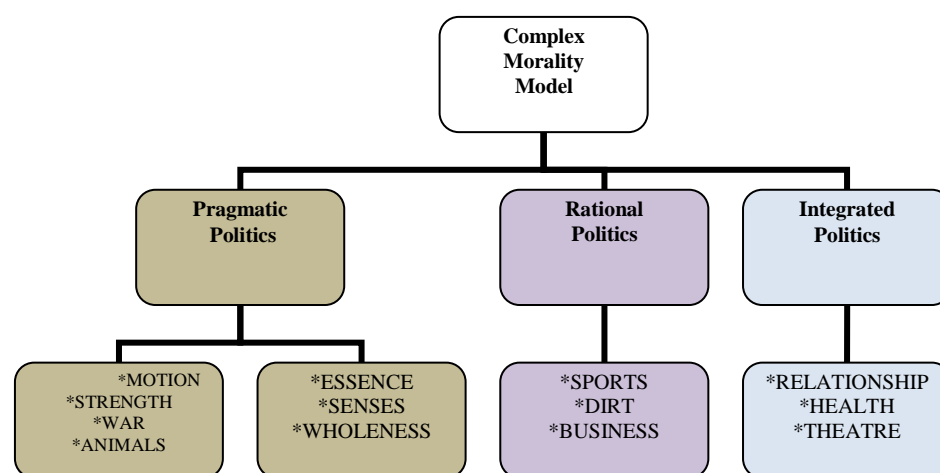 Complex
Morality
Model
Pragmatic
Politics
Rational
Politics
Integrated
Politics
*MOTION
*STRENGTH
*WAR
*ANIMALS
*ESSENCE
*SENSES
*WHOLENESS
*SPORTS
*DIRT
*BUSINESS
*RELATIONSHIP
*HEALTH
*THEATRE